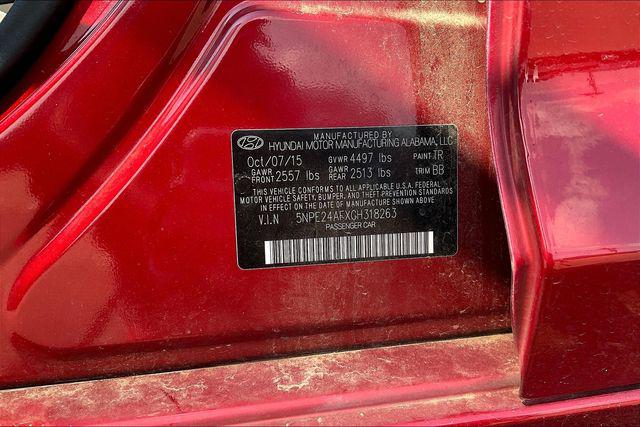 MANUFACTURED BY
HYUNDAI MOTOR MANUFACTURING ALABAMA, LLC
Oct/07/15 GVWR 4497 lbs PAINT TR
GAWR FRONT 2557 lbs GAWR REAR 2513 lbs TRIM BB
THIS VEHICLE CONFORMS TO ALL APPLICABLE U.S.A. FEDERAL
MOTOR VEHICLE SAFETY, BUMPER, AND THEFT PREVENTION STANDARDS
IN EFFECT ON THE DATE OF MANUFACTURE SHOWN ABOVE.
V.I.N 5NPE24AFXGH318263
PASSENGER CAR